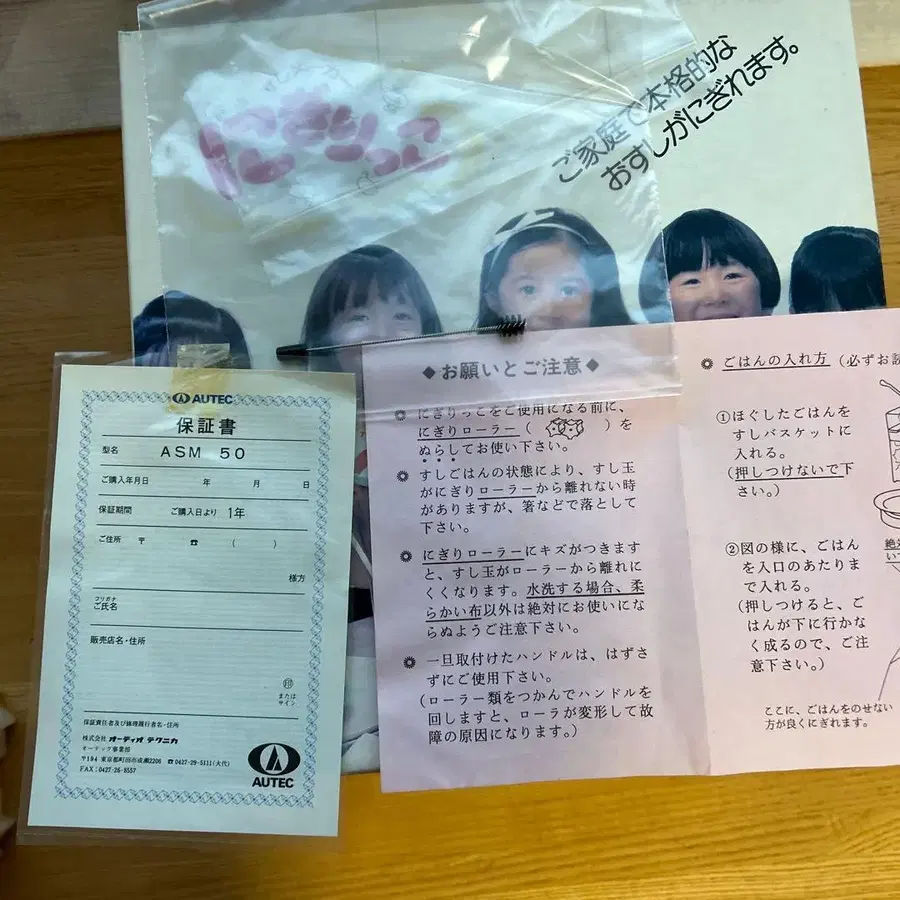 にぎりっこ
ご家庭で本格的な
おすしがにぎれます。
AUTEC
保証書
型名 ASM 50
ご購入年月日 年 月 日
保証期間 ご購入日より 1年
ご住所 〒 ☎ ( )
様方
フリガナ
ご氏名
販売店名・住所
印
または
サイン
保証責任者及び修理履行者名・住所
株式会社 オーディオ テクニカ
オーテック事業部
〒194 東京都町田市成瀬2206 ☎0427-29-5111(大代)
FAX:0427-26-8557
AUTEC
◆お願いとご注意◆
にぎりっこをご使用になる前に、
にぎりローラー( )を
ぬらしてお使い下さい。
すしごはんの状態により、すし玉
がにぎりローラーから離れない時
がありますが、箸などで落として
下さい。
にぎりローラーにキズがつきます
と、すし玉がローラーから離れに
くくなります。水洗する場合、柔
らかい布以外は絶対にお使いにな
らぬようご注意下さい。
一旦取付けたハンドルは、はずさ
ずにご使用下さい。
(ローラー類をつかんでハンドルを
回しますと、ローラが変形して故
障の原因になります。)
ごはんの入れ方 (必ずお読
①ほぐしたごはんを
すしバスケットに
入れる。
(押しつけないで下
さい。)
②図の様に、ごはん
を入口のあたりま
で入れる。
(押しつけると、ご
はんが下に行かな
く成るので、ご注
意下さい。)
絶対
ここに、ごはんをのせない
方が良くにぎれます。